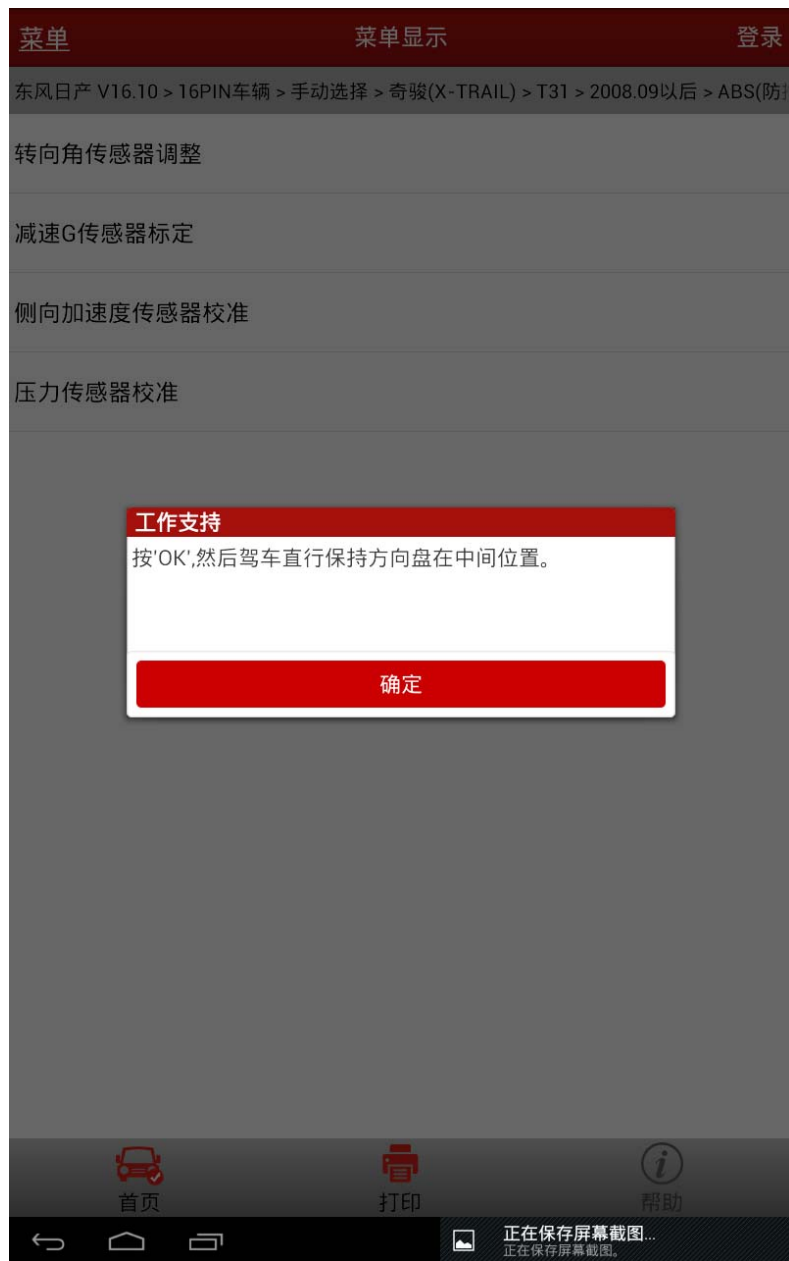 菜单 菜单显示 登录
东风日产 V16.10 > 16PIN车辆 > 手动选择 > 奇骏(X-TRAIL) > T31 > 2008.09以后 > ABS(防
转向角传感器调整
减速G传感器标定
侧向加速度传感器校准
压力传感器校准
工作支持
按'OK',然后驾车直行保持方向盘在中间位置。
确定
首页 打印 帮助
正在保存屏幕截图...
正在保存屏幕截图。